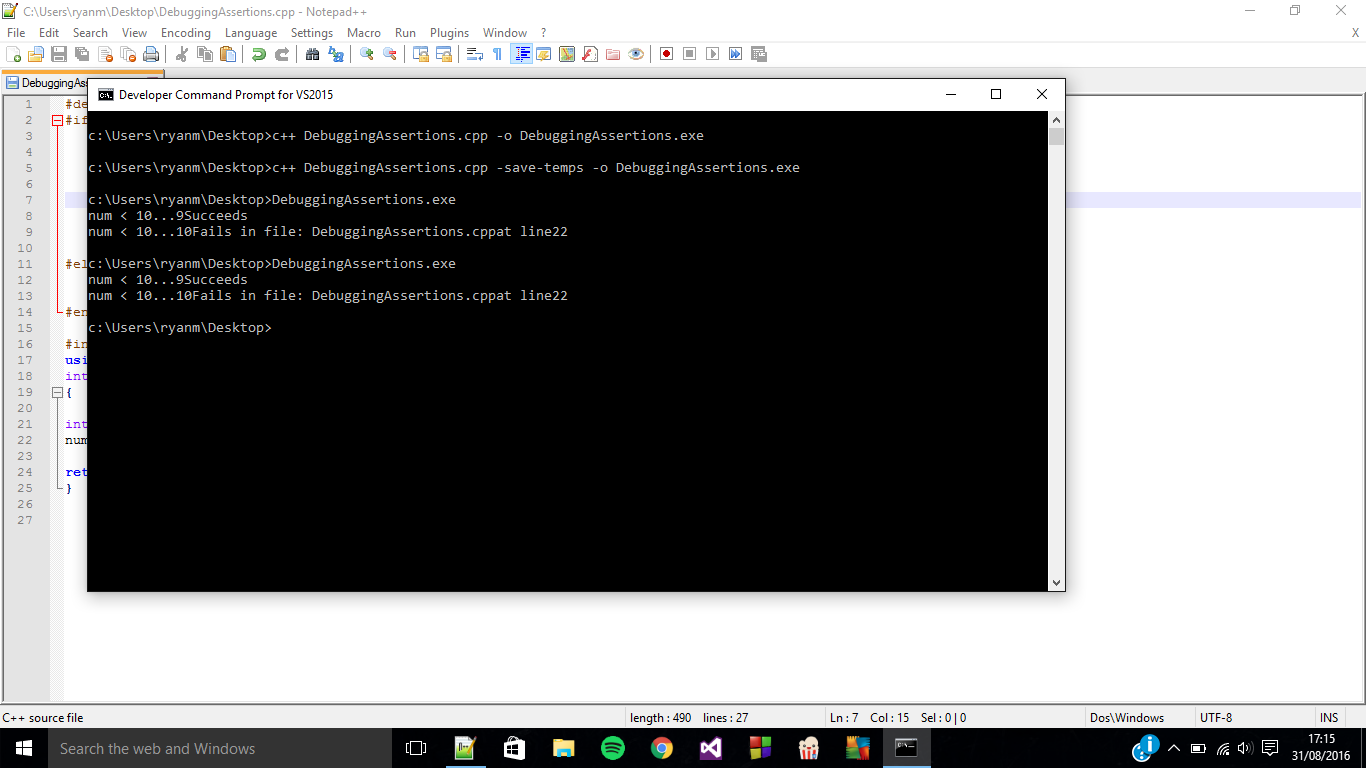 C:\Users\ryanm\Desktop\DebuggingAssertions.cpp - Notepad++
File Edit Search View Encoding Language Settings Macro Run Plugins Window ? X
DebuggingAs
Developer Command Prompt for VS2015
1 #de
2 #if
3
4
5
6
7
8
9
10
11 #el
12
13
14 #en
15
16 #in
17 usi
18 int
19 {
20
21 int
22 num
23
24 ret
25 }
26
27
c:\Users\ryanm\Desktop>c++ DebuggingAssertions.cpp -o DebuggingAssertions.exe
c:\Users\ryanm\Desktop>c++ DebuggingAssertions.cpp -save-temps -o DebuggingAssertions.exe
c:\Users\ryanm\Desktop>DebuggingAssertions.exe
num < 10...9Succeeds
num < 10...10Fails in file: DebuggingAssertions.cppat line22
c:\Users\ryanm\Desktop>DebuggingAssertions.exe
num < 10...9Succeeds
num < 10...10Fails in file: DebuggingAssertions.cppat line22
c:\Users\ryanm\Desktop>
C++ source file length : 490 lines : 27 Ln : 7 Col : 15 Sel : 0 | 0 Dos\Windows UTF-8 INS
Search the web and Windows
17:15
31/08/2016